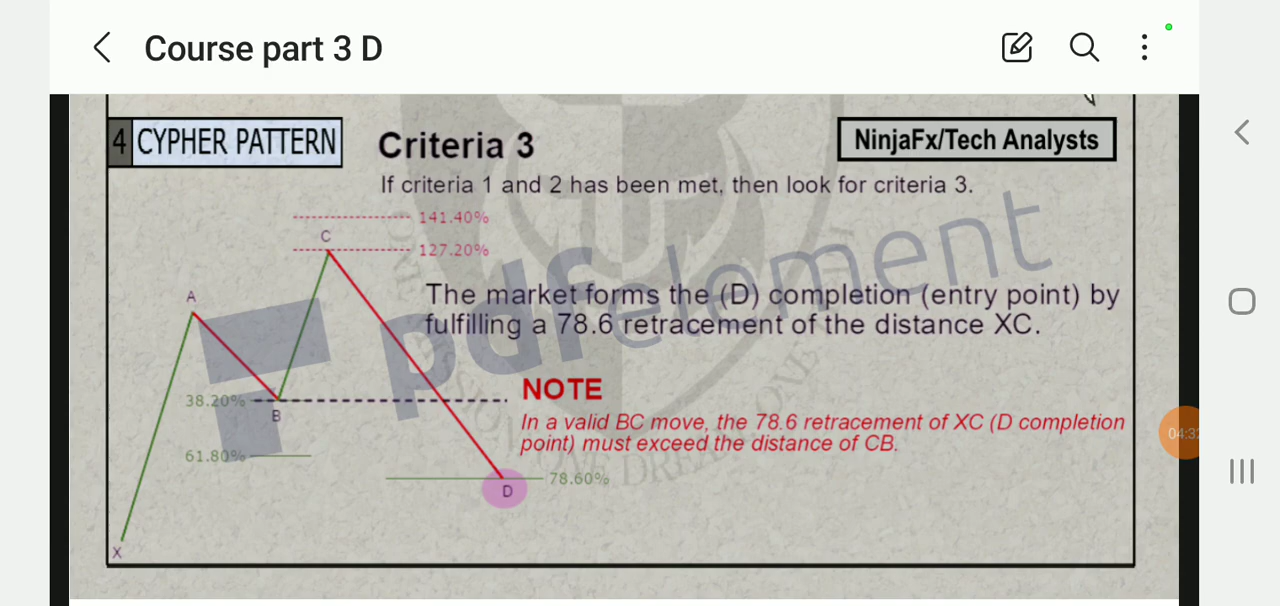 Course part 3 D
4 CYPHER PATTERN
Criteria 3
NinjaFx/Tech Analysts
If criteria 1 and 2 has been met, then look for criteria 3.
141.40%
C
127.20%
A
The market forms the (D) completion (entry point) by
fulfilling a 78.6 retracement of the distance XC.
pdfelement
NOTE
38.20%
B
In a valid BC move, the 78.6 retracement of XC (D completion
point) must exceed the distance of CB.
61.80%
78.60%
D
X
04:32